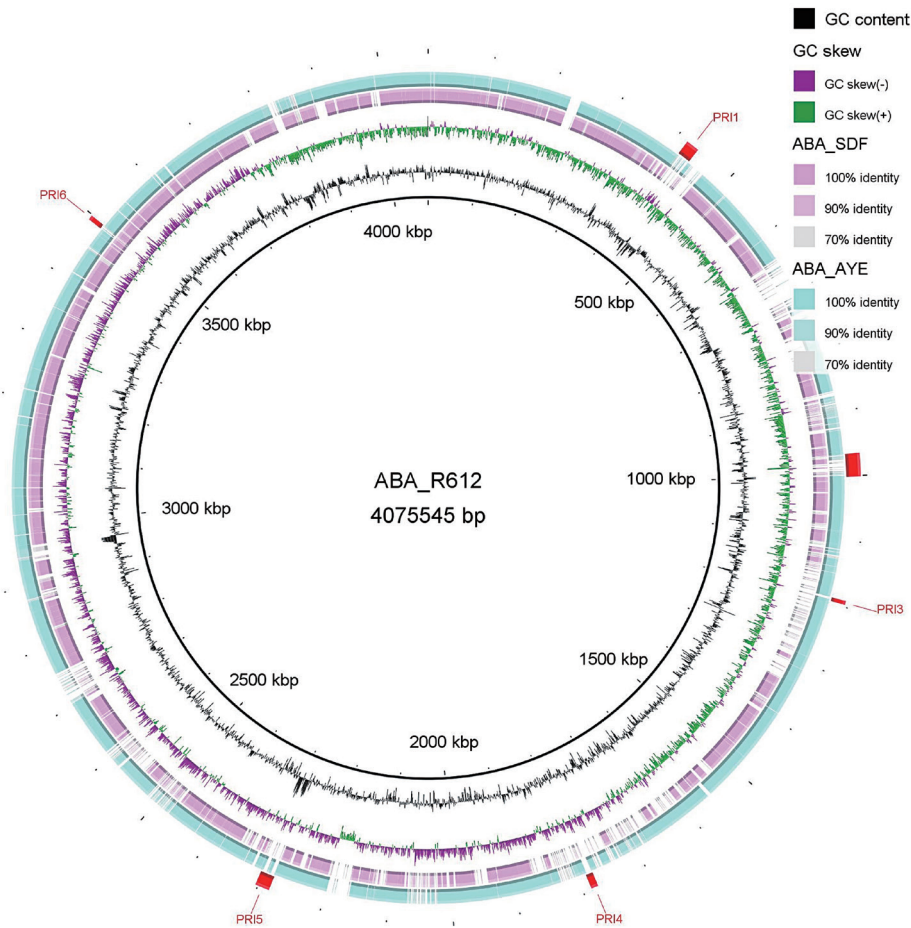 GC content
GC skew
GC skew(-)
GC skew(+)
ABA_SDF
100% identity
90% identity
70% identity
ABA_AYE
100% identity
90% identity
70% identity
PRI1
PRI6
4000 kbp
500 kbp
3500 kbp
ABA_R612
4075545 bp
1000 kbp
3000 kbp
PRI3
1500 kbp
2500 kbp
2000 kbp
PRI5
PRI4